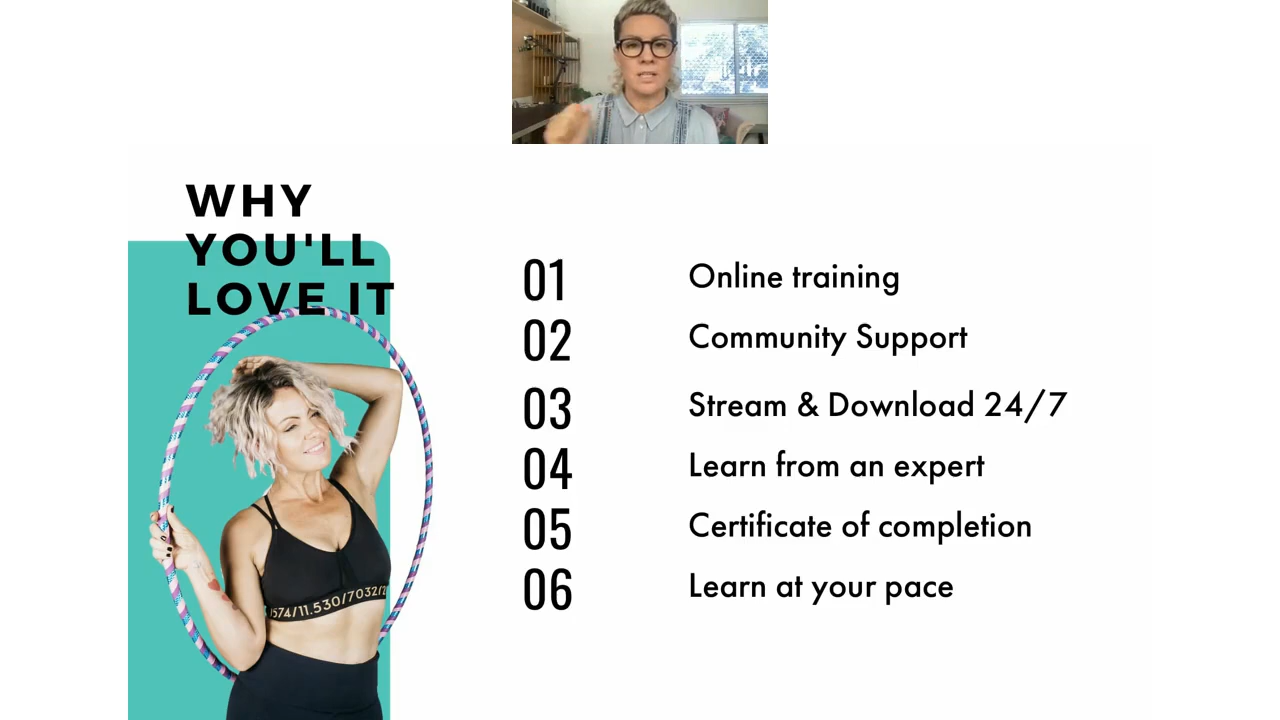 WHY
YOU'LL
LOVE IT
01 Online training
02 Community Support
03 Stream & Download 24/7
04 Learn from an expert
05 Certificate of completion
06 Learn at your pace